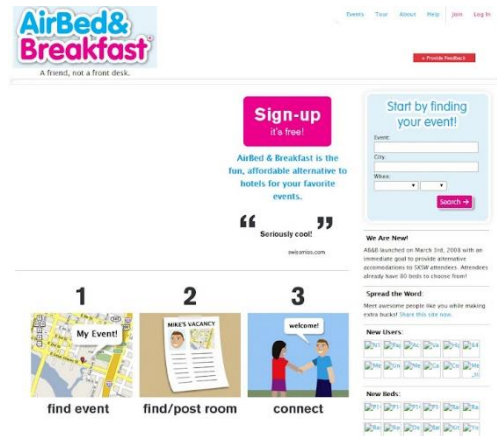 AirBed&
Breakfast
A friend, not a front desk.
Events Tour About Help Join Log In
Provide Feedback
Sign-up
it's free!
AirBed & Breakfast is the
fun, affordable alternative to
hotels for your favorite
events.
“ Seriously cool! ”
swissmiss.com
Start by finding
your event!
Event:
City:
When:
Search →
We Are New!
AB&B launched on March 3rd, 2008 with an
immediate goal to provide alternative
accomodations to SXSW attendees. Attendees
already have 80 beds to choose from!
Spread the Word:
Meet awesome people like you while making
extra bucks! Share this site now.
New Users:
New Beds:
1
My Event!
find event
2
MIKE'S VACANCY
find/post room
3
welcome!
connect